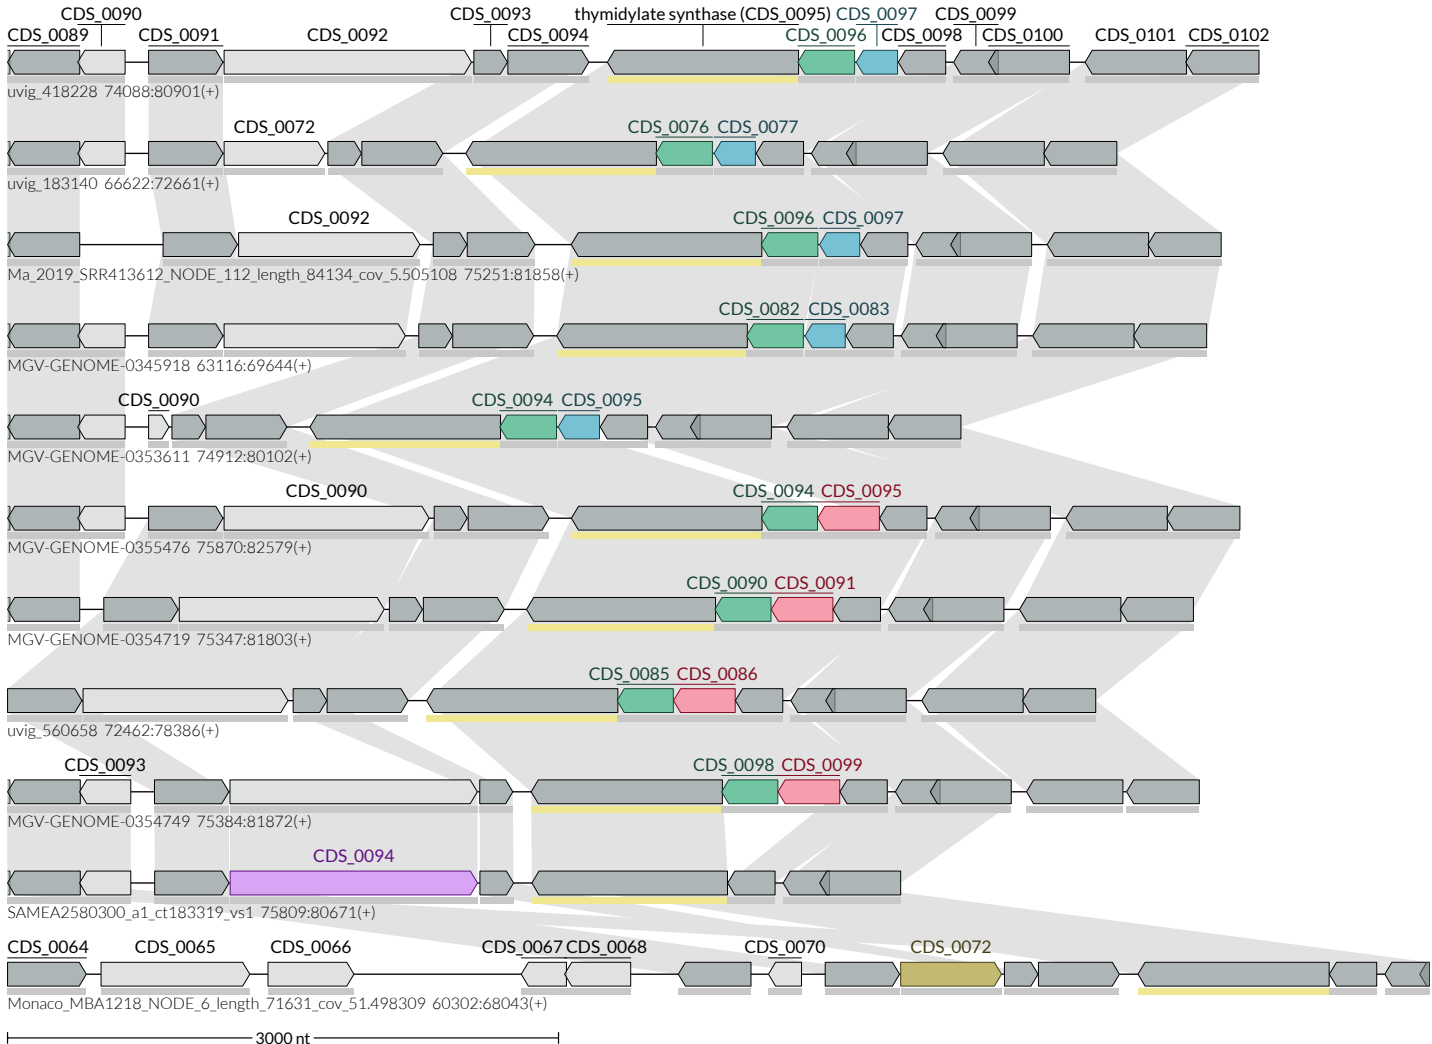 CDS_0090 CDS_0093 thymidylate synthase (CDS_0095) CDS_0097 CDS_0099
CDS_0089 CDS_0091 CDS_0092 CDS_0094 CDS_0096 CDS_0098 CDS_0100 CDS_0101 CDS_0102
uvig_418228 74088:80901(+)
CDS_0072 CDS_0076 CDS_0077
uvig_183140 66622:72661(+)
CDS_0092 CDS_0096 CDS_0097
Ma_2019_SRR413612_NODE_112_length_84134_cov_5.505108 75251:81858(+)
CDS_0082 CDS_0083
MGV-GENOME-0345918 63116:69644(+)
CDS_0090 CDS_0094 CDS_0095
MGV-GENOME-0353611 74912:80102(+)
CDS_0090 CDS_0094 CDS_0095
MGV-GENOME-0355476 75870:82579(+)
CDS_0090 CDS_0091
MGV-GENOME-0354719 75347:81803(+)
CDS_0085 CDS_0086
uvig_560658 72462:78386(+)
CDS_0093 CDS_0098 CDS_0099
MGV-GENOME-0354749 75384:81872(+)
CDS_0094
SAMEA2580300_a1_ct183319_vs1 75809:80671(+)
CDS_0064 CDS_0065 CDS_0066 CDS_0067 CDS_0068 CDS_0070 CDS_0072
Monaco_MBA1218_NODE_6_length_71631_cov_51.498309 60302:68043(+)
3000 nt